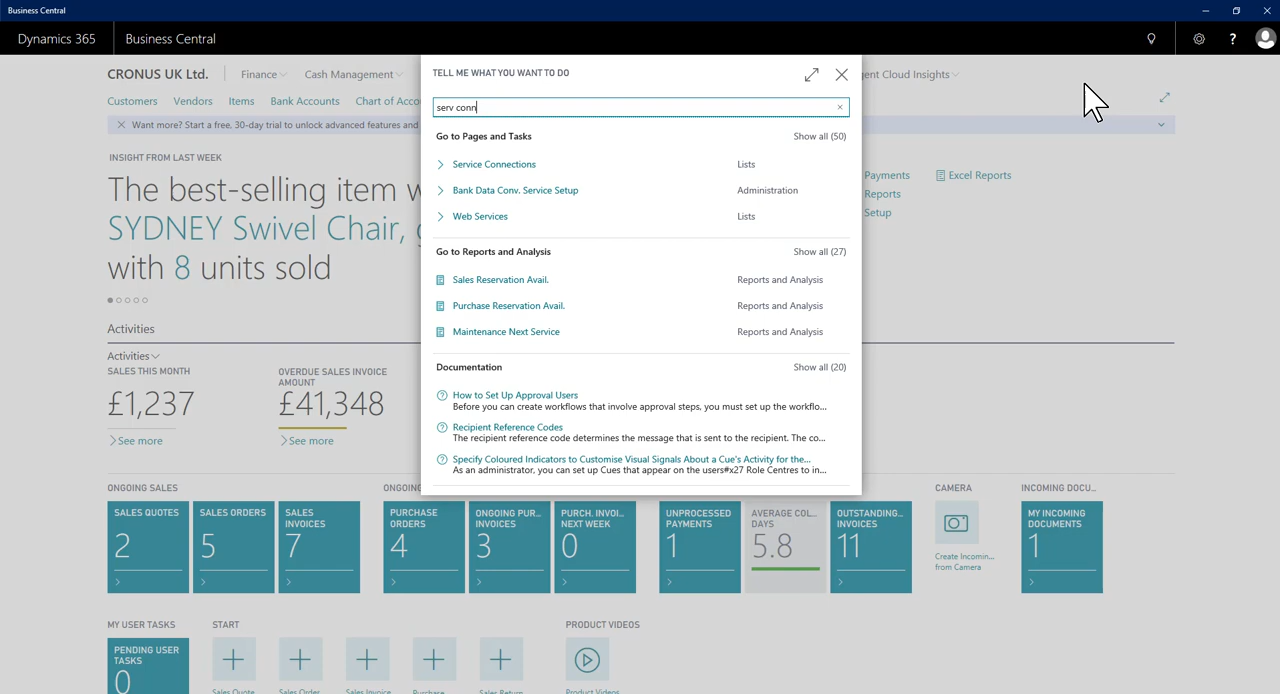 Business Central
Dynamics 365 Business Central
CRONUS UK Ltd. Finance Cash Management gent Cloud Insights
Customers Vendors Items Bank Accounts Chart of Acco
Want more? Start a free, 30-day trial to unlock advanced features and
INSIGHT FROM LAST WEEK
The best-selling item w
SYDNEY Swivel Chair, g
with 8 units sold
Payments
Reports
Setup
Excel Reports
TELL ME WHAT YOU WANT TO DO
serv conn
Go to Pages and Tasks Show all (50)
Service Connections Lists
Bank Data Conv. Service Setup Administration
Web Services Lists
Go to Reports and Analysis Show all (27)
Sales Reservation Avail. Reports and Analysis
Purchase Reservation Avail. Reports and Analysis
Maintenance Next Service Reports and Analysis
Documentation Show all (20)
How to Set Up Approval Users
Before you can create workflows that involve approval steps, you must set up the workflo...
Recipient Reference Codes
The recipient reference code determines the message that is sent to the recipient. The co...
Specify Coloured Indicators to Customise Visual Signals About a Cue's Activity for the...
As an administrator, you can set up Cues that appear on the users#x27 Role Centres to in...
Activities
Activities
SALES THIS MONTH
£1,237
See more
OVERDUE SALES INVOICE
AMOUNT
£41,348
See more
ONGOING SALES
SALES QUOTES
2
SALES ORDERS
5
SALES
INVOICES
7
ONGOING
PURCHASE
ORDERS
4
ONGOING PUR...
INVOICES
3
PURCH. INVOI...
NEXT WEEK
0
UNPROCESSED
PAYMENTS
1
AVERAGE COL...
DAYS
5.8
OUTSTANDING...
INVOICES
11
CAMERA
Create Incomin...
from Camera
INCOMING DOCU...
MY INCOMING
DOCUMENTS
1
MY USER TASKS
PENDING USER
TASKS
0
START
Sales Quote
Sales Order
Sales Invoice
Purchase
Sales Return
PRODUCT VIDEOS
Product Videos